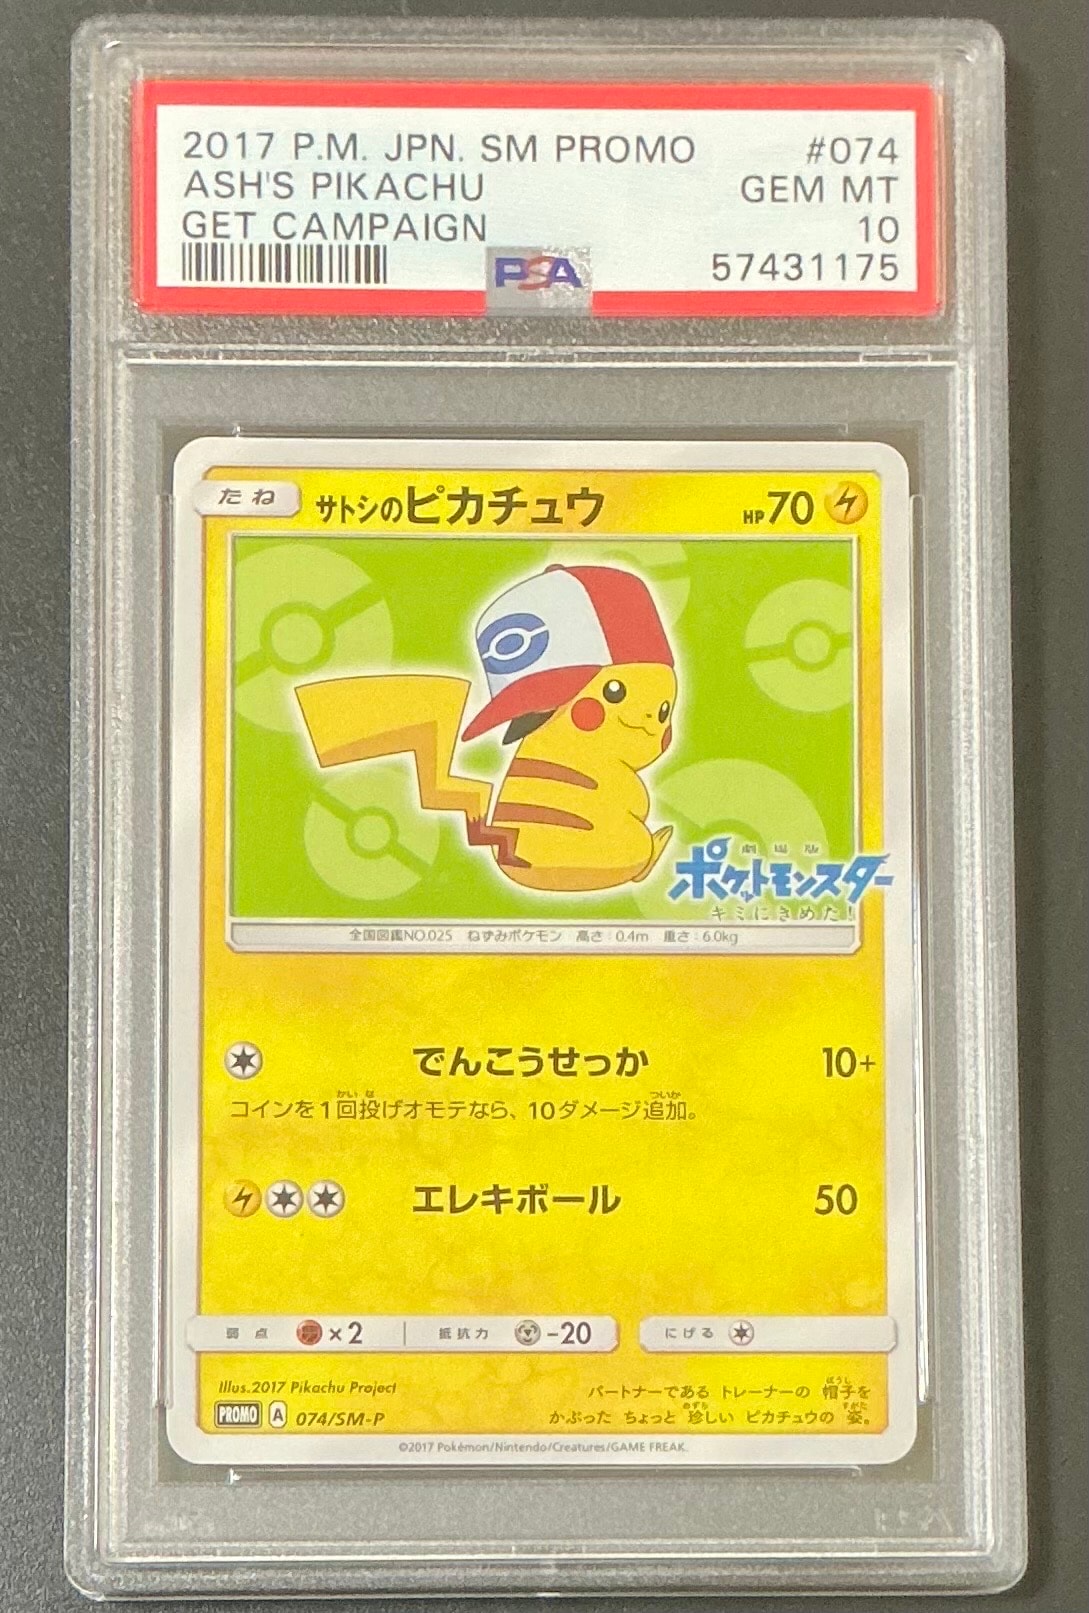 2017 P.M. JPN. SM PROMO #074
ASH'S PIKACHU GEM MT
GET CAMPAIGN 10
PSA 57431175
たね サトシのピカチュウ HP70
劇場版
ポケットモンスター
キミにきめた!
全国図鑑NO.025 ねずみポケモン 高さ:0.4m 重さ:6.0kg
でんこうせっか 10+
コインを1回投げオモテなら、10ダメージ追加。
エレキボール 50
弱点 ×2 抵抗力 -20 にげる
Illus.2017 Pikachu Project
PROMO A 074/SM-P
パートナーである トレーナーの 帽子を
かぶった ちょっと 珍しい ピカチュウの 姿。
©2017 Pokémon/Nintendo/Creatures/GAME FREAK.